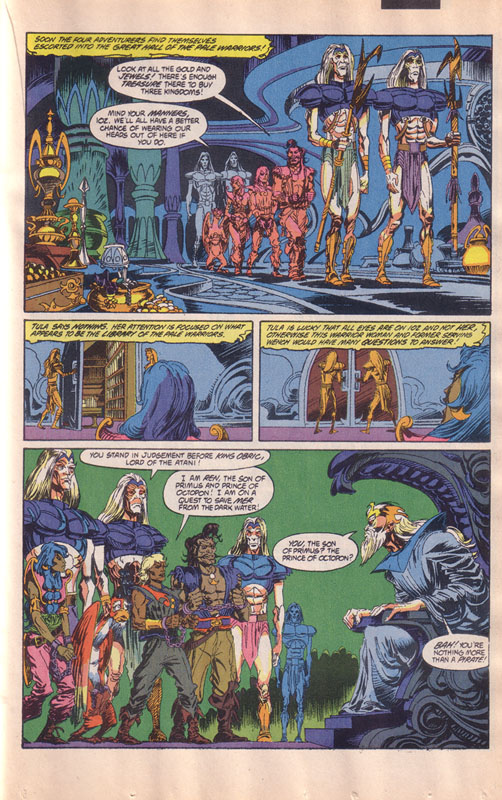 SOON THE FOUR ADVENTURERS FIND THEMSELVES
ESCORTED INTO THE GREAT HALL OF THE PALE WARRIORS!
LOOK AT ALL THE GOLD AND
JEWELS! THERE'S ENOUGH
TREASURE THERE TO BUY
THREE KINGDOMS!
MIND YOUR MANNERS,
IOZ. WE'LL ALL HAVE A BETTER
CHANCE OF WEARING OUR
HEADS OUT OF HERE IF
YOU DO.
TULA SAYS NOTHING. HER ATTENTION IS FOCUSED ON WHAT
APPEARS TO BE THE LIBRARY OF THE PALE WARRIORS.
TULA IS LUCKY THAT ALL EYES ARE ON IOZ AND NOT HER,
OTHERWISE THIS WARRIOR WOMAN AND FORMER SERVING
WENCH WOULD HAVE MANY QUESTIONS TO ANSWER!
YOU STAND IN JUDGEMENT BEFORE KING OBRIC,
LORD OF THE ATANI!
I AM REN, THE SON OF
PRIMUS AND PRINCE OF
OCTOPON! I AM ON A
QUEST TO SAVE MER
FROM THE DARK WATER!
YOU, THE SON
OF PRIMUS? THE
PRINCE OF OCTOPON?
BAH! YOU'RE
NOTHING MORE
THAN A PIRATE!